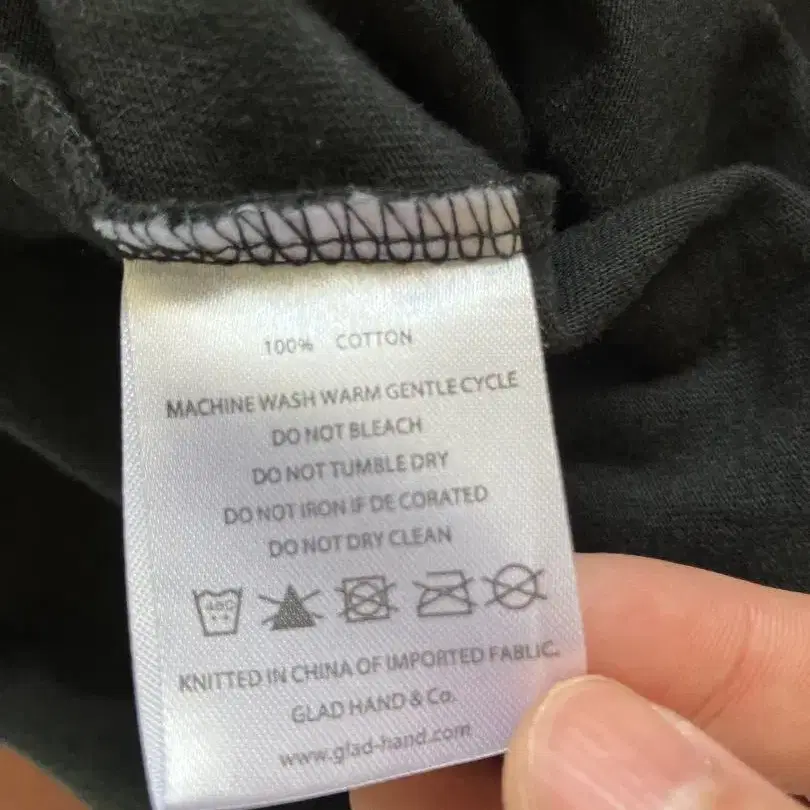 100% COTTON
MACHINE WASH WARM GENTLE CYCLE
DO NOT BLEACH
DO NOT TUMBLE DRY
DO NOT IRON IF DE CORATED
DO NOT DRY CLEAN
40C
KNITTED IN CHINA OF IMPORTED FABLIC.
GLAD HAND & Co.
www.glad-hand.com